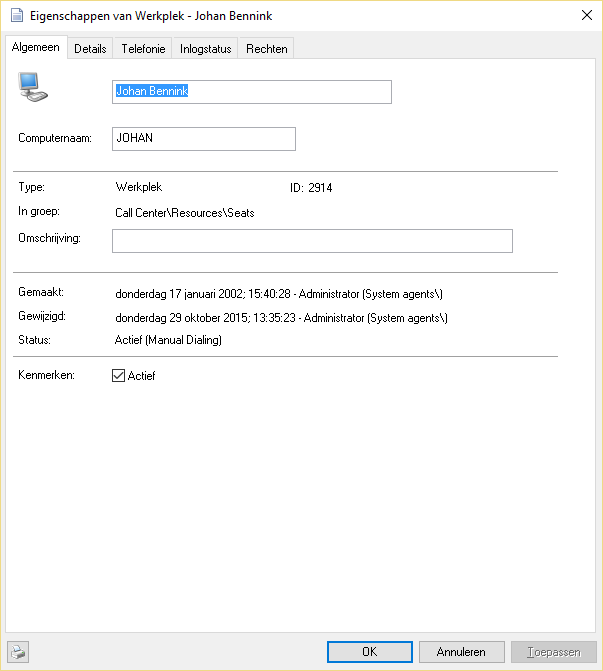 Eigenschappen van Werkplek - Johan Bennink
Algemeen Details Telefonie Inlogstatus Rechten
Johan Bennink
Computernaam: JOHAN
Type: Werkplek ID: 2914
In groep: Call Center\Resources\Seats
Omschrijving:
Gemaakt: donderdag 17 januari 2002; 15:40:28 - Administrator (System agents\)
Gewijzigd: donderdag 29 oktober 2015; 13:35:23 - Administrator (System agents\)
Status: Actief (Manual Dialing)
Kenmerken: Actief
OK Annuleren Toepassen